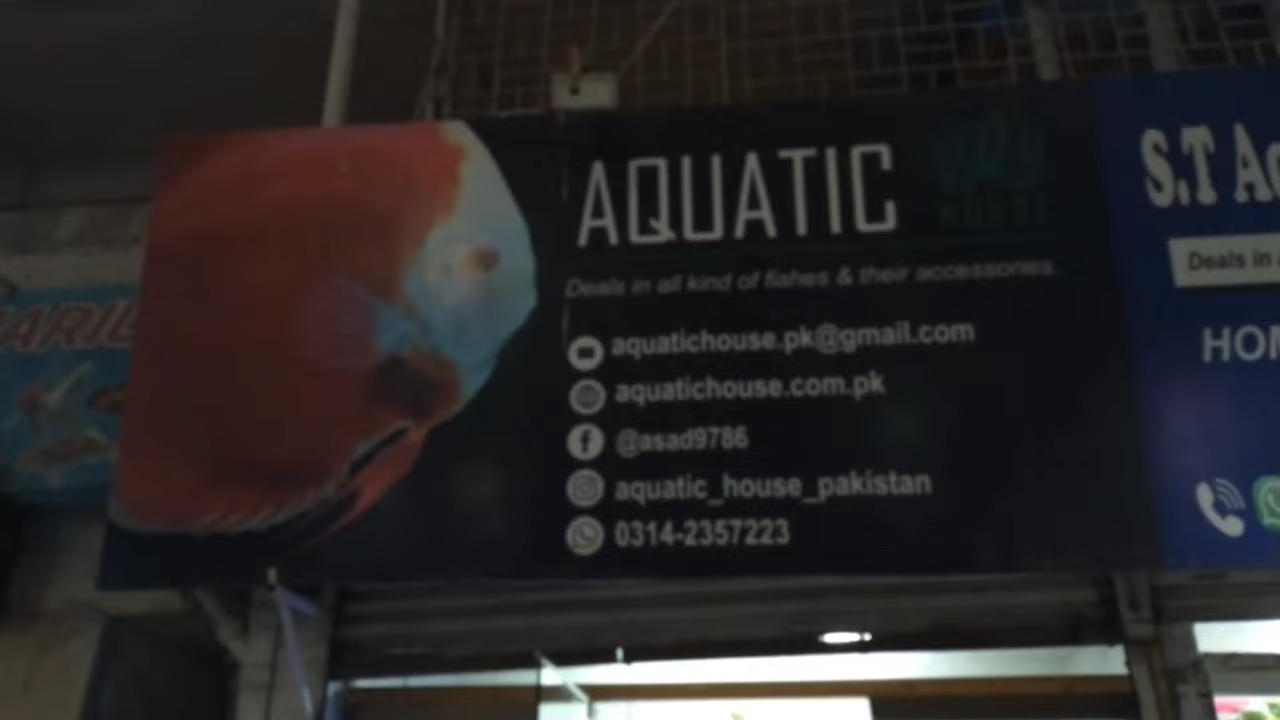 AQUATIC
Deals in all kind of fishes & their accessories.
aquatichouse.pk@gmail.com
aquatichouse.com.pk
@asad9786
aquatic_house_pakistan
0314-2357223
S.T
Deals in